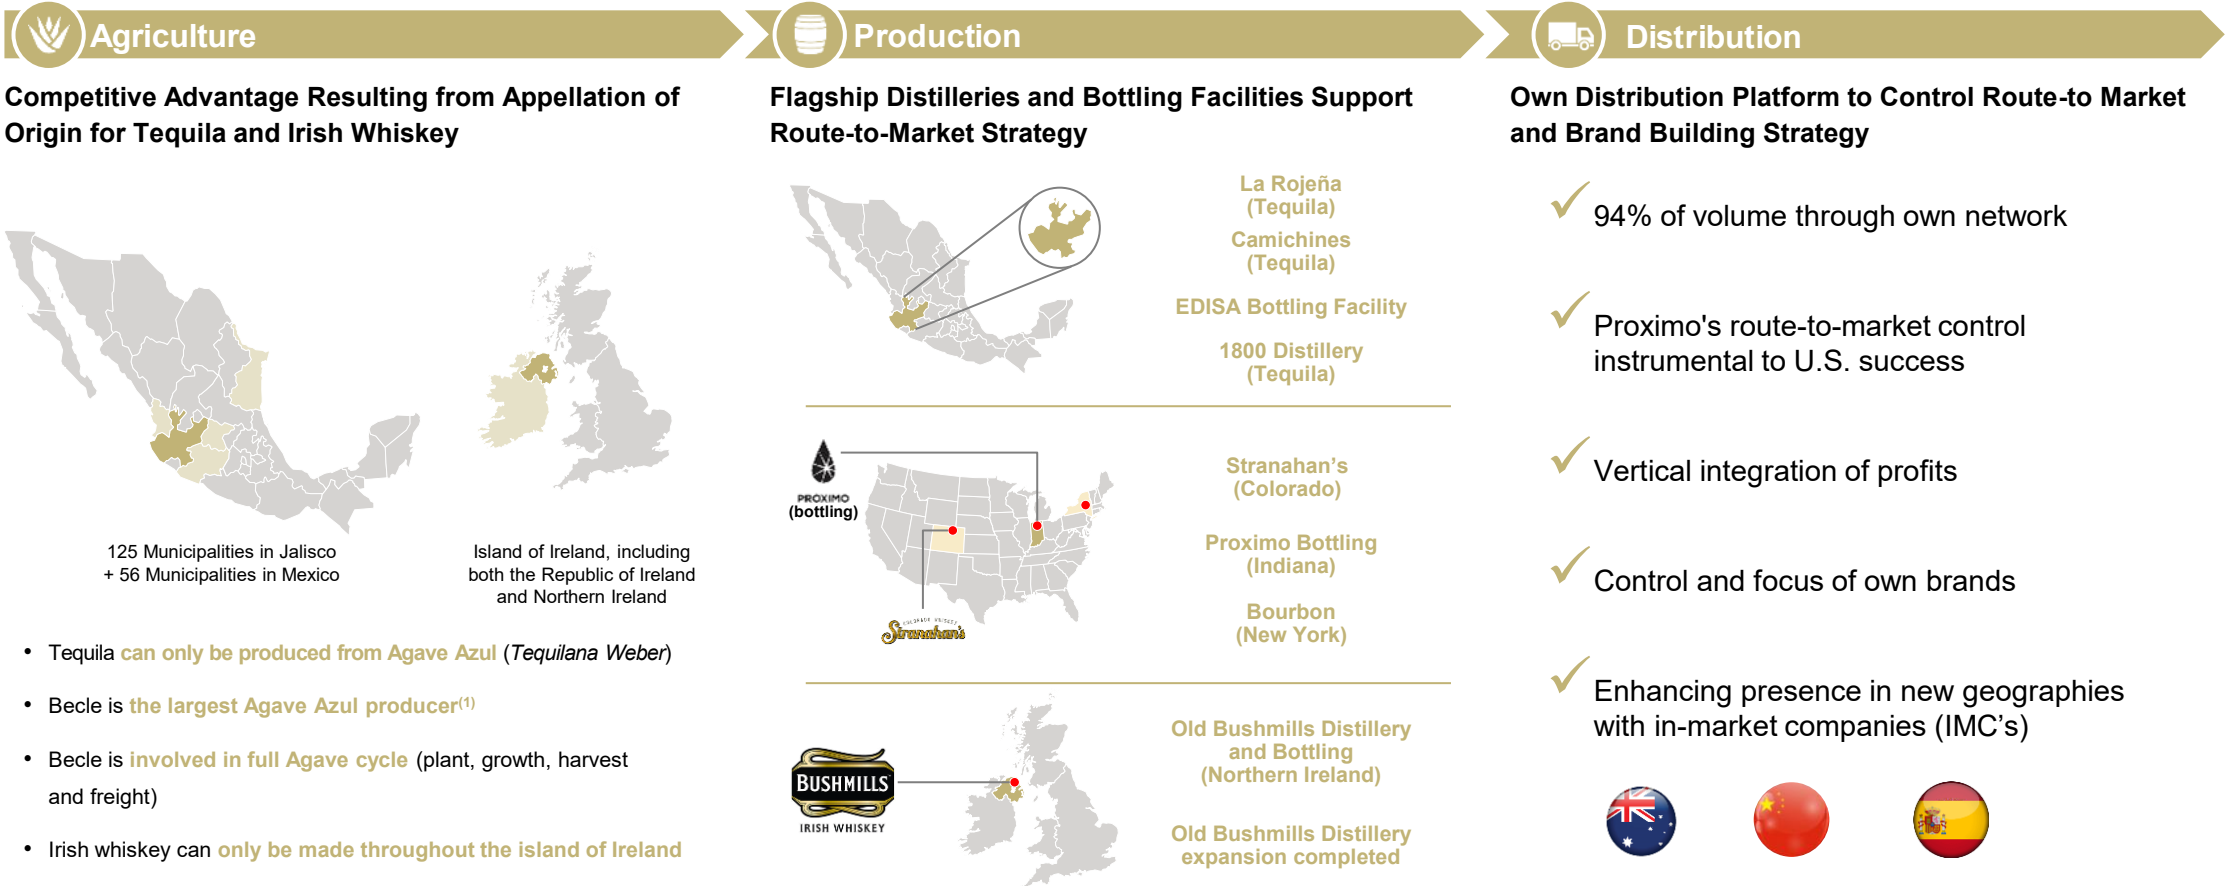 Agriculture
Competitive Advantage Resulting from Appellation of
Origin for Tequila and Irish Whiskey
125 Municipalities in Jalisco
+ 56 Municipalities in Mexico
Island of Ireland, including
both the Republic of Ireland
and Northern Ireland
• Tequila can only be produced from Agave Azul (Tequilana Weber)
• Becle is the largest Agave Azul producer(1)
• Becle is involved in full Agave cycle (plant, growth, harvest
and freight)
• Irish whiskey can only be made throughout the island of Ireland
Production
Flagship Distilleries and Bottling Facilities Support
Route-to-Market Strategy
La Rojeña
(Tequila)
Camichines
(Tequila)
EDISA Bottling Facility
1800 Distillery
(Tequila)
PROXIMO
(bottling)
COLORADO WHISKEY
Stranahan's
Stranahan’s
(Colorado)
Proximo Bottling
(Indiana)
Bourbon
(New York)
BUSHMILLS
IRISH WHISKEY
Old Bushmills Distillery
and Bottling
(Northern Ireland)
Old Bushmills Distillery
expansion completed
Distribution
Own Distribution Platform to Control Route-to Market
and Brand Building Strategy
94% of volume through own network
Proximo's route-to-market control
instrumental to U.S. success
Vertical integration of profits
Control and focus of own brands
Enhancing presence in new geographies
with in-market companies (IMC’s)